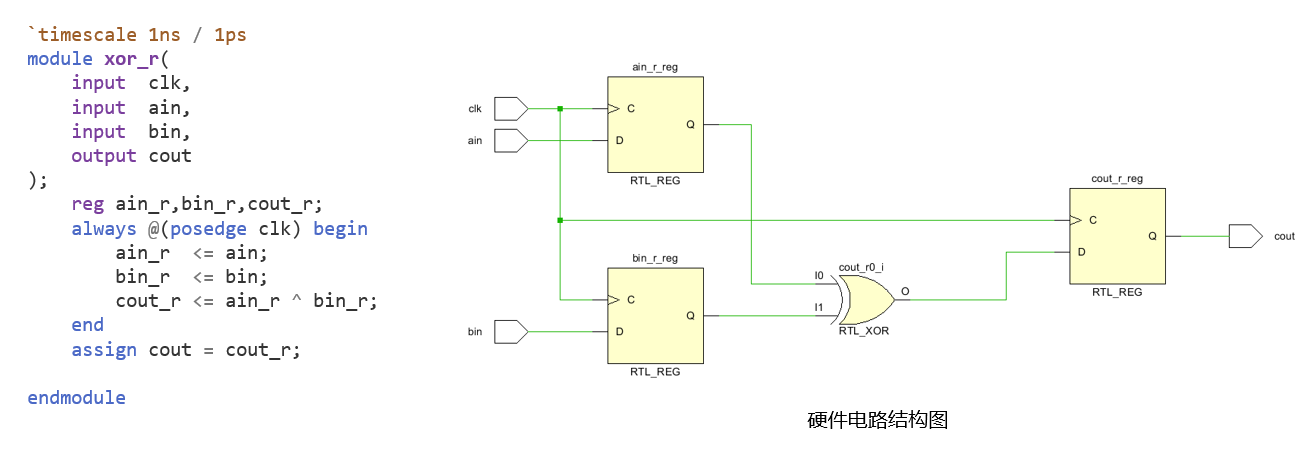 `timescale 1ns / 1ps
module xor_r(
    input  clk,
    input  ain,
    input  bin,
    output cout
);
    reg ain_r,bin_r,cout_r;
    always @(posedge clk) begin
        ain_r  <= ain;
        bin_r  <= bin;
        cout_r <= ain_r ^ bin_r;
    end
    assign cout = cout_r;
endmodule
ain_r_reg
clk
C
Q
ain
D
RTL_REG
cout_r_reg
C
Q
cout
D
RTL_REG
bin_r_reg
C
Q
bin
D
RTL_REG
cout_r0_i
I0
O
I1
RTL_XOR
硬件电路结构图